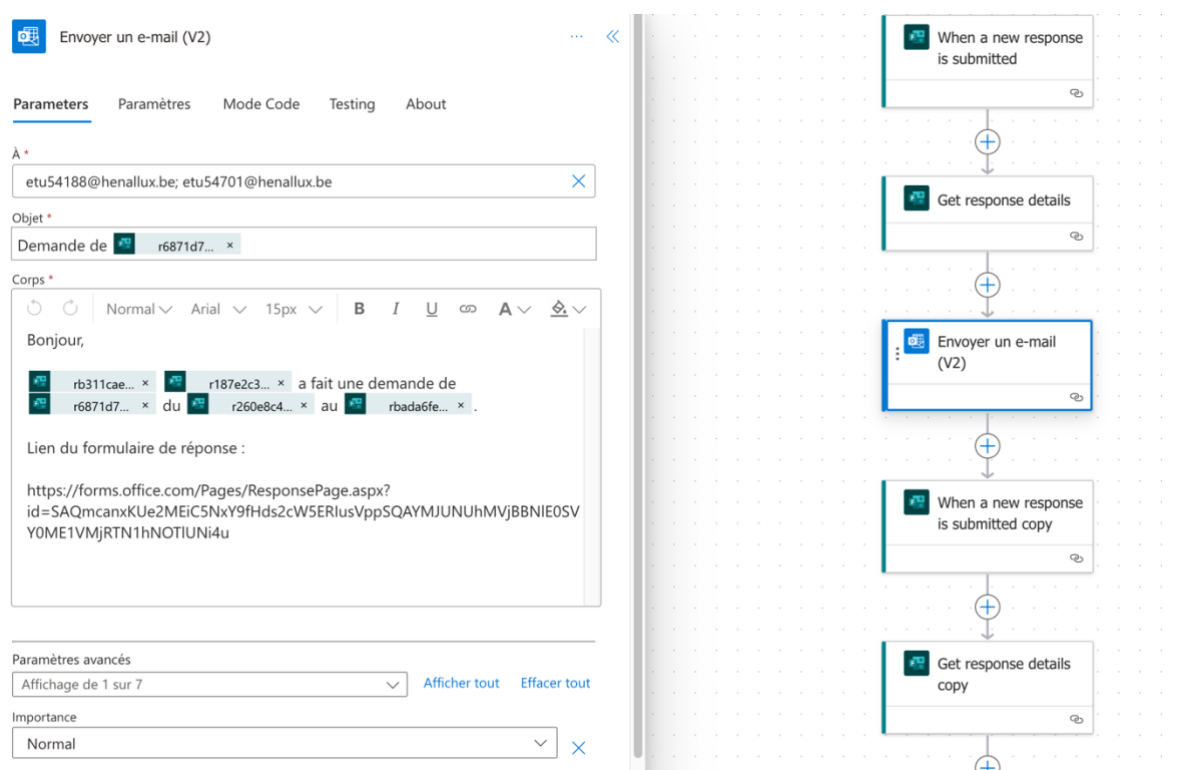 Envoyer un e-mail (V2)
Parameters Paramètres Mode Code Testing About
À *
etu54188@henallux.be; etu54701@henallux.be
Objet *
Demande de r6871d7... ×
Corps *
Normal Arial 15px B I U A
Bonjour,
rb311cae... × r187e2c3... × a fait une demande de
r6871d7... × du r260e8c4... × au rbada6fe... × .
Lien du formulaire de réponse :
https://forms.office.com/Pages/ResponsePage.aspx?
id=SAQmcanxKUe2MEiC5NxY9fHds2cW5ERIusVppSQAYMJUNUhMVjBBNlE0SV
Y0ME1VMjRTN1hNOTlUNi4u
Paramètres avancés
Affichage de 1 sur 7
Afficher tout Effacer tout
Importance
Normal
When a new response
is submitted
Get response details
Envoyer un e-mail
(V2)
When a new response
is submitted copy
Get response details
copy